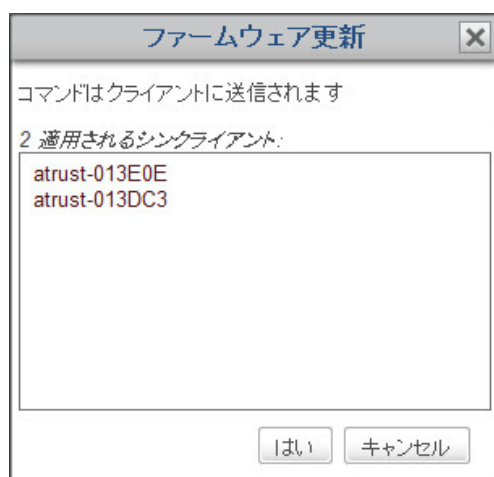 ファームウェア更新
コマンドはクライアントに送信されます
2 適用されるシンクライアント:
atrust-013E0E
atrust-013DC3
はい キャンセル